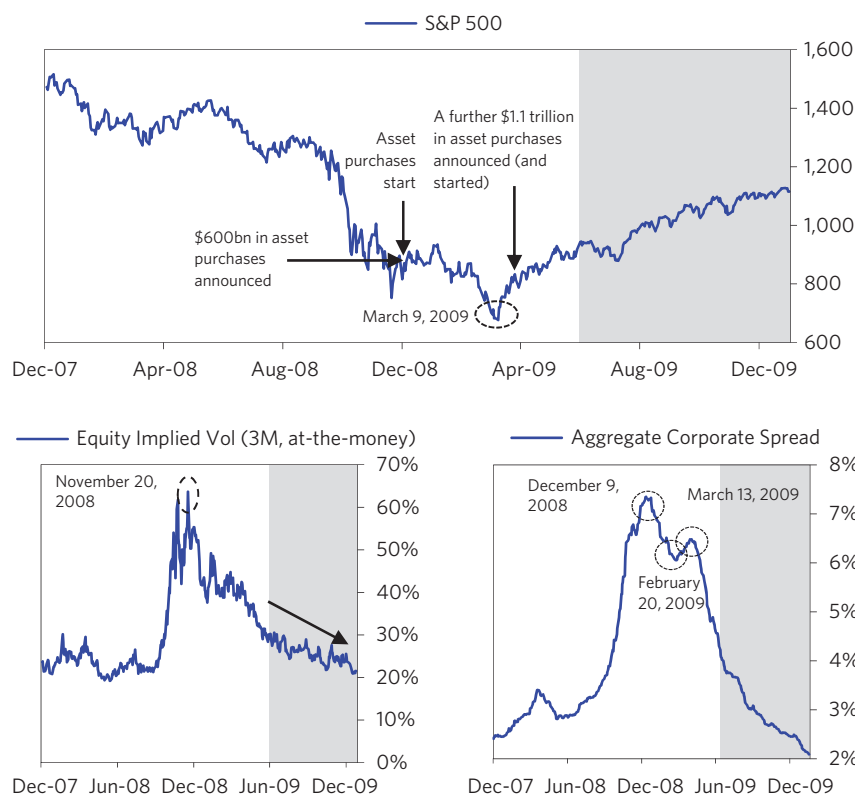 S&P 500
1,600
1,400
1,200
1,000
800
600
A further $1.1 trillion
in asset purchases
announced (and
started)
Asset
purchases
start
$600bn in asset
purchases
announced
March 9, 2009
Dec-07
Apr-08
Aug-08
Dec-08
Apr-09
Aug-09
Dec-09
Equity Implied Vol (3M, at-the-money)
70%
60%
50%
40%
30%
20%
10%
0%
November 20,
2008
Dec-07
Jun-08
Dec-08
Jun-09
Dec-09
Aggregate Corporate Spread
8%
7%
6%
5%
4%
3%
2%
December 9,
2008
March 13, 2009
February
20, 2009
Dec-07
Jun-08
Dec-08
Jun-09
Dec-09